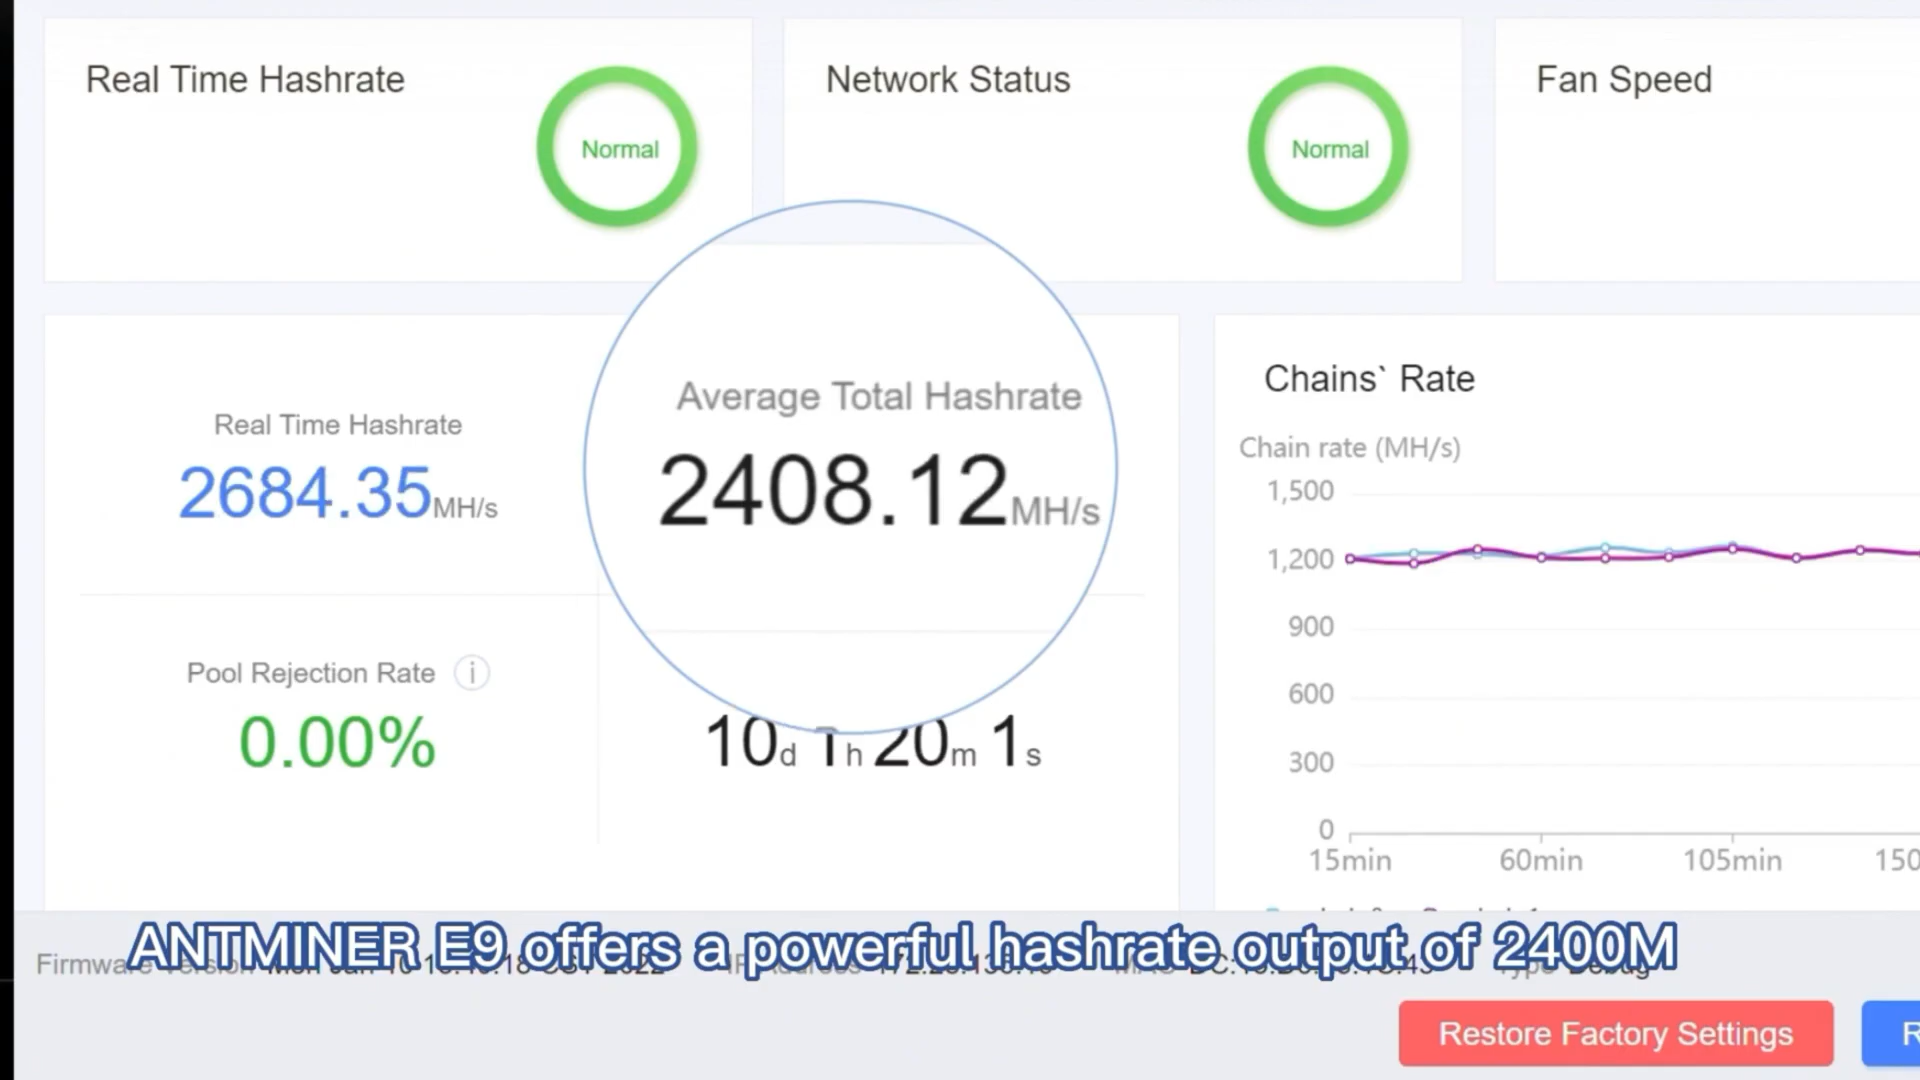 Real Time Hashrate
Normal
Network Status
Normal
Fan Speed
Real Time Hashrate
2684.35MH/s
Average Total Hashrate
2408.12MH/s
Pool Rejection Rate i
0.00%
10d 1h 20m 1s
Chains` Rate
Chain rate (MH/s)
1,500
1,200
900
600
300
0
15min 60min 105min 150
ANTMINER E9 offers a powerful hashrate output of 2400M
Firmware
Restore Factory Settings
R